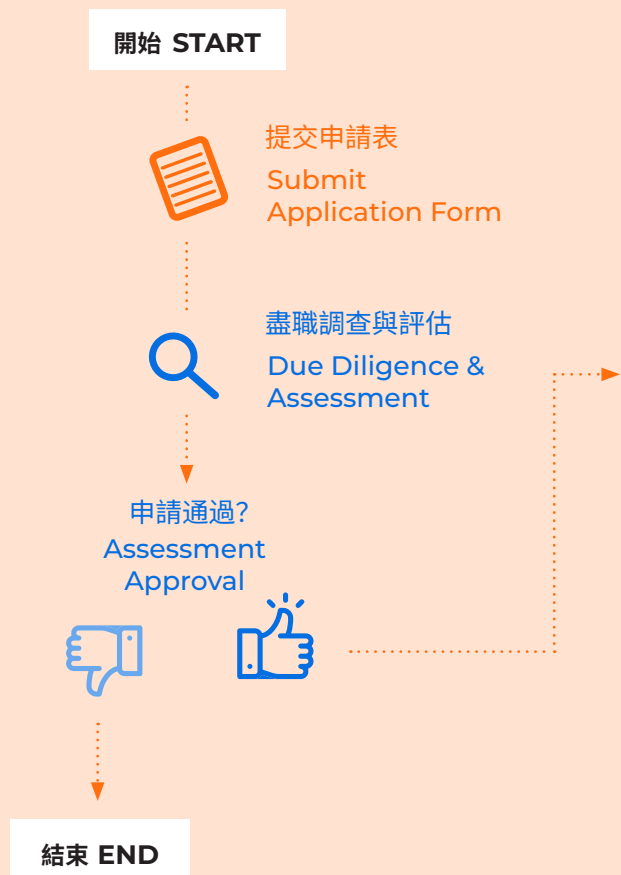 開始 START
提交申請表
Submit
Application Form
盡職調查與評估
Due Diligence &
Assessment
申請通過?
Assessment
Approval
結束 END